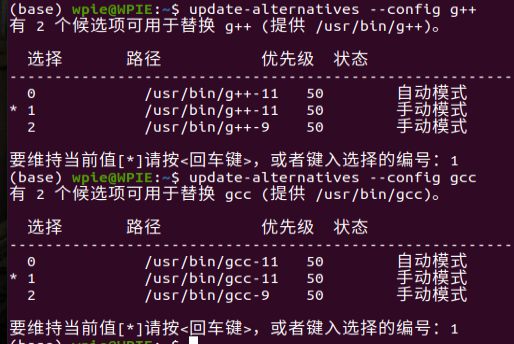 (base) wpie@WPIE:~$ update-alternatives --config g++
有 2 个候选项可用于替换 g++ (提供 /usr/bin/g++)。
选择 路径 优先级 状态
------------------------------------------------------------
0 /usr/bin/g++-11 50 自动模式
* 1 /usr/bin/g++-11 50 手动模式
2 /usr/bin/g++-9 50 手动模式
要维持当前值[*]请按<回车键>，或者键入选择的编号：1
(base) wpie@WPIE:~$ update-alternatives --config gcc
有 2 个候选项可用于替换 gcc (提供 /usr/bin/gcc)。
选择 路径 优先级 状态
------------------------------------------------------------
0 /usr/bin/gcc-11 50 自动模式
* 1 /usr/bin/gcc-11 50 手动模式
2 /usr/bin/gcc-9 50 手动模式
要维持当前值[*]请按<回车键>，或者键入选择的编号：1
(base) wpie@WPIE:~$